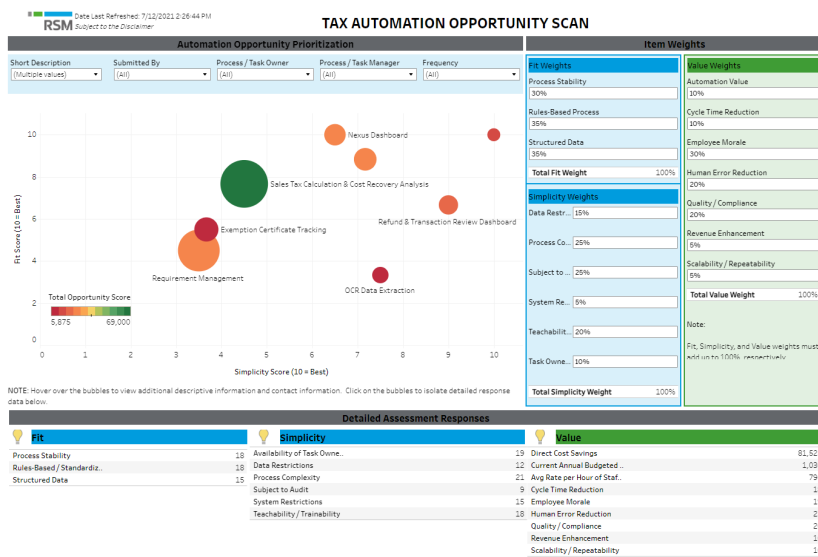 RSM
Date Last Refreshed: 7/12/2021 2:26:44 PM
Subject to the Disclaimer
TAX AUTOMATION OPPORTUNITY SCAN
Automation Opportunity Prioritization
Short Description
Submitted By
Process / Task Owner
Process / Task Manager
Frequency
(Multiple values)
(All)
(All)
(All)
(All)
Fit Score (10 = Best)
10
8
6
4
2
0
Nexus Dashboard
Sales Tax Calculation & Cost Recovery Analysis
Refund & Transaction Review Dashboard
Exemption Certificate Tracking
Requirement Management
OCR Data Extraction
Total Opportunity Score
5,875
69,000
0
1
2
3
4
5
6
7
8
9
10
Simplicity Score (10 = Best)
NOTE: Hover over the bubbles to view additional descriptive information and contact information. Click on the bubbles to isolate detailed response
data below.
Item Weights
Fit Weights
Process Stability
30%
Rules-Based Process
35%
Structured Data
35%
Total Fit Weight 100%
Simplicity Weights
Data Restr... 15%
Process Co... 25%
Subject to ... 25%
System Re... 5%
Teachabilit... 20%
Task Owne... 10%
Total Simplicity Weight 100%
Value Weights
Automation Value
10%
Cycle Time Reduction
10%
Employee Morale
30%
Human Error Reduction
20%
Quality / Compliance
20%
Revenue Enhancement
5%
Scalability / Repeatability
5%
Total Value Weight 100%
Note:
Fit, Simplicity, and Value weights must
add up to 100%, respectively
Detailed Assessment Responses
Fit
Process Stability 18
Rules-Based / Standardiz.. 18
Structured Data 15
Simplicity
Availability of Task Owne.. 19
Data Restrictions 12
Process Complexity 21
Subject to Audit 9
System Restrictions 15
Teachability / Trainability 18
Value
Direct Cost Savings 81,52
Current Annual Budgeted .. 1,03
Avg Rate per Hour of Staf.. 79
Cycle Time Reduction 1
Employee Morale 1
Human Error Reduction 2
Quality / Compliance 2
Revenue Enhancement 1
Scalability / Repeatability 1